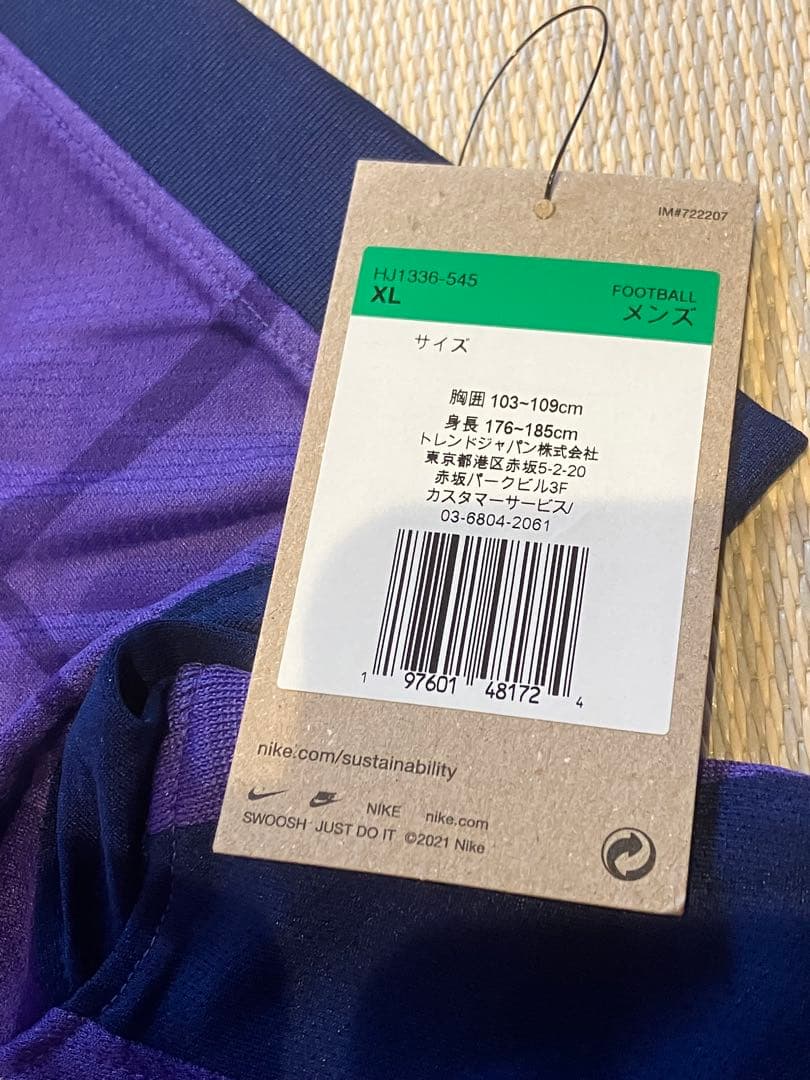 IM#722207
HJ1336-545
XL
FOOTBALL
メンズ
サイズ
胸囲 103~109cm
身長 176~185cm
トレンドジャパン株式会社
東京都港区赤坂5-2-20
赤坂パークビル3F
カスタマーサービス/
03-6804-2061
1 97601 48172 4
nike.com/sustainability
NIKE nike.com
SWOOSH JUST DO IT ©2021 Nike